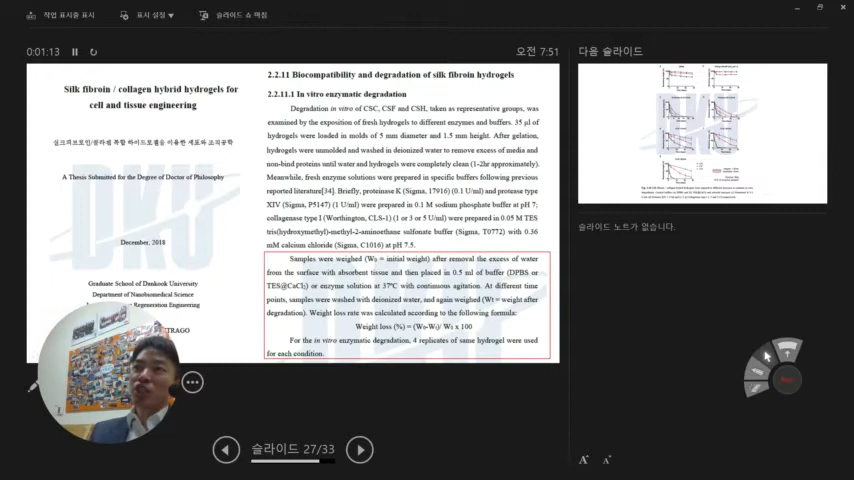 작업 표시줄 표시
표시 설정 ▼
슬라이드 쇼 마침
0:01:13
오전 7:51
다음 슬라이드
Silk fibroin / collagen hybrid hydrogels for
cell and tissue engineering
실크피브로인/콜라겐 복합 하이드로젤을 이용한 세포와 조직공학
A Thesis Submitted for the Degree of Doctor of Philosophy
December, 2018
Graduate School of Dankook University
Department of Nanobiomedical Science
Regeneration Engineering
TRAGO
2.2.11 Biocompatibility and degradation of silk fibroin hydrogels
2.2.11.1 In vitro enzymatic degradation
Degradation in vitro of CSC, CSF and CSH, taken as representative groups, was
examined by the exposition of fresh hydrogels to different enzymes and buffers. 35 µl of
hydrogels were loaded in molds of 5 mm diameter and 1.5 mm height. After gelation,
hydrogels were unmolded and washed in deionized water to remove excess of media and
non-bind proteins until water and hydrogels were completely clean (1-2hr approximately).
Meanwhile, fresh enzyme solutions were prepared in specific buffers following previous
reported literature[34]. Briefly, proteinase K (Sigma, 17916) (0.1 U/ml) and protease type
XIV (Sigma, P5147) (1 U/ml) were prepared in 0.1 M sodium phosphate buffer at pH 7;
collagenase type I (Worthington, CLS-1) (1 or 3 or 5 U/ml) were prepared in 0.05 M TES
tris(hydroxymethyl)-methyl-2-aminoethane sulfonate buffer (Sigma, T0772) with 0.36
mM calcium chloride (Sigma, C1016) at pH 7.5.
Samples were weighed (W₀ = initial weight) after removal the excess of water
from the surface with absorbent tissue and then placed in 0.5 ml of buffer (DPBS or
TES@CaCl₂) or enzyme solution at 37ºC with continuous agitation. At different time
points, samples were washed with deionized water, and again weighed (Wt = weight after
degradation). Weight loss rate was calculated according to the following formula:
Weight loss (%) = (W₀-Wₜ)/ W₀ x 100
For the in vitro enzymatic degradation, 4 replicates of same hydrogel were used
for each condition.
DKU
슬라이드 노트가 없습니다.
슬라이드 27/33
A
A